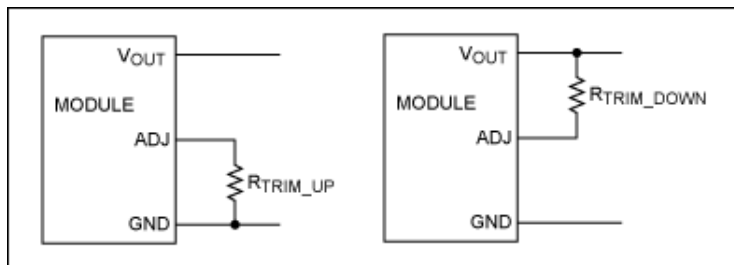 VOUT
MODULE
ADJ
RTRIM_UP
GND
VOUT
RTRIM_DOWN
MODULE
ADJ
GND